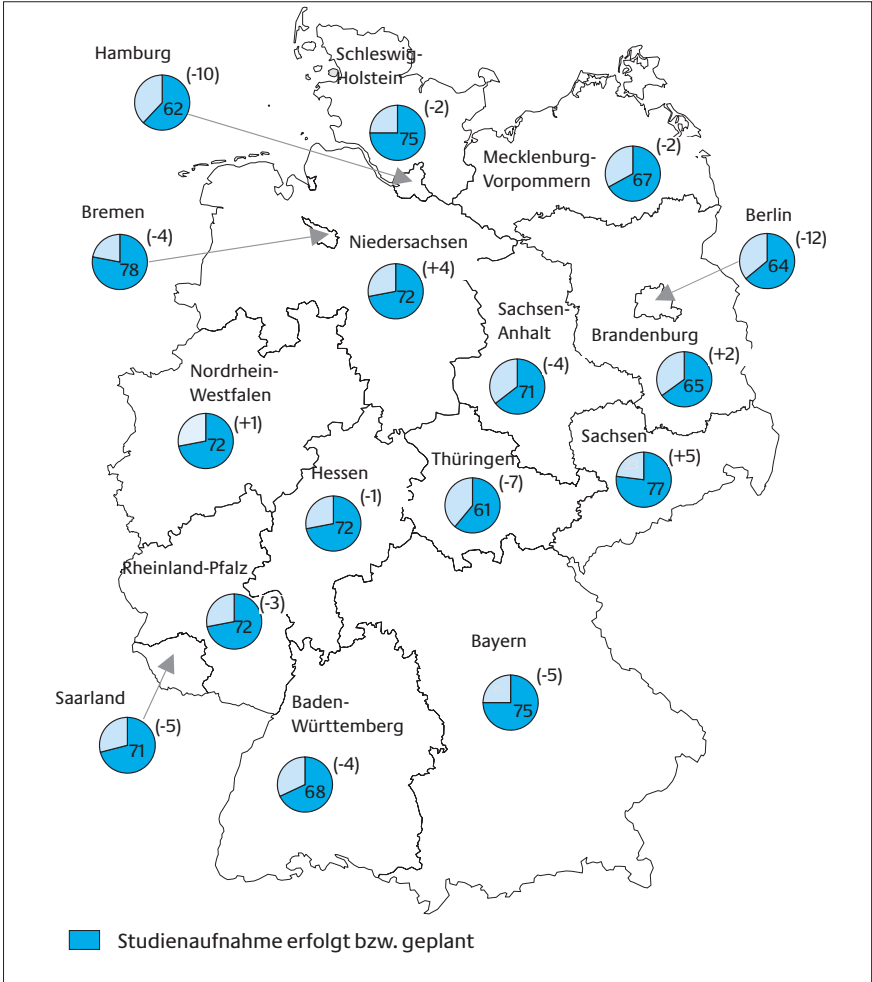 Hamburg
(-10)
62
Schleswig-
Holstein
(-2)
75
Mecklenburg-
Vorpommern
(-2)
67
Bremen
(-4)
78
Niedersachsen
(+4)
72
Berlin
(-12)
64
Sachsen-
Anhalt
(-4)
71
Brandenburg
(+2)
65
Nordrhein-
Westfalen
(+1)
72
Hessen
(-1)
72
Thüringen
(-7)
61
Sachsen
(+5)
77
Rheinland-Pfalz
(-3)
72
Saarland
(-5)
71
Baden-
Württemberg
(-4)
68
Bayern
(-5)
75
Studienaufnahme erfolgt bzw. geplant